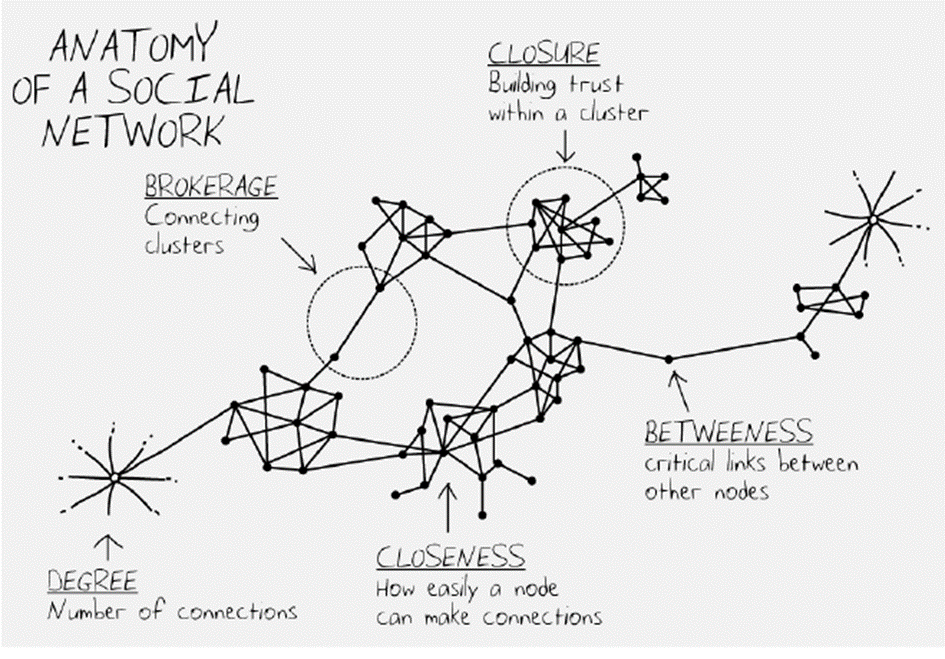 ANATOMY
OF A SOCIAL
NETWORK
CLOSURE
Building trust
within a cluster
BROKERAGE
Connecting
clusters
BETWEENESS
critical links between
other nodes
CLOSENESS
How easily a node
can make connections
DEGREE
Number of connections